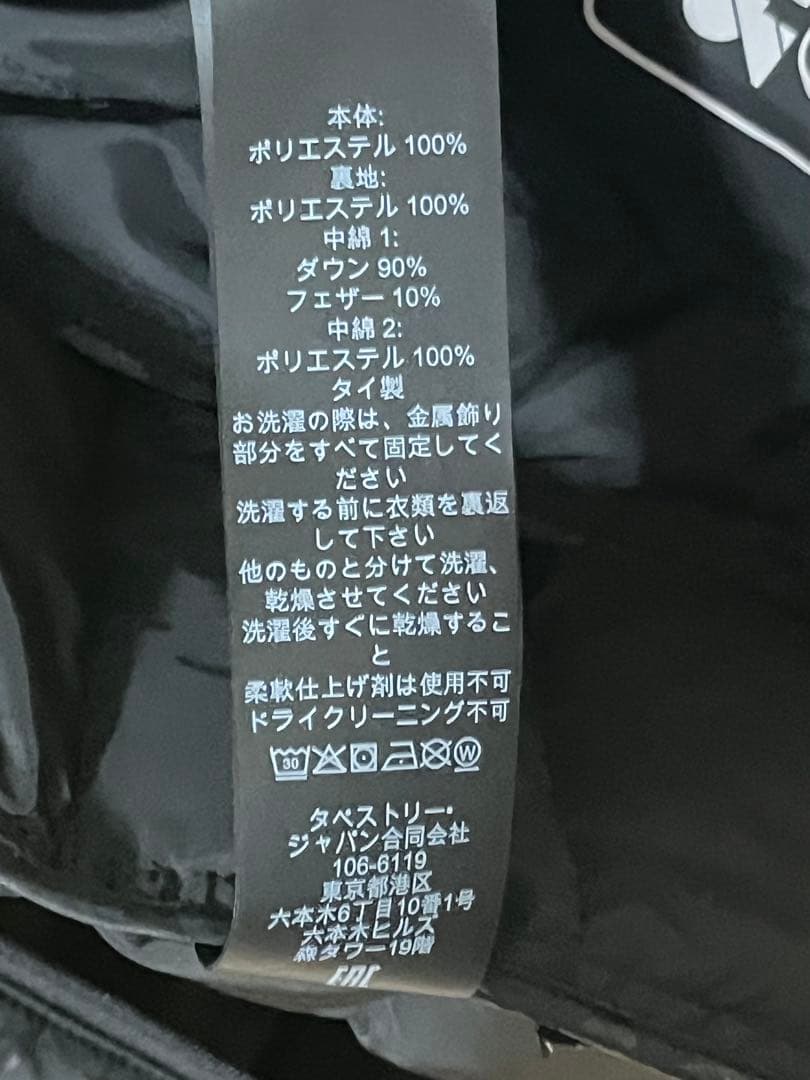 本体:
ポリエステル 100%
裏地:
ポリエステル 100%
中綿 1:
ダウン 90%
フェザー 10%
中綿 2:
ポリエステル 100%
タイ製
お洗濯の際は、金属飾り
部分をすべて固定してく
ださい
洗濯する前に衣類を裏返
して下さい
他のものと分けて洗濯、
乾燥させてください
洗濯後すぐに乾燥するこ
と
柔軟仕上げ剤は使用不可
ドライクリーニング不可
30 W
タペストリー・
ジャパン合同会社
106-6119
東京都港区
六本木6丁目10番1号
六本木ヒルズ
森タワー19階